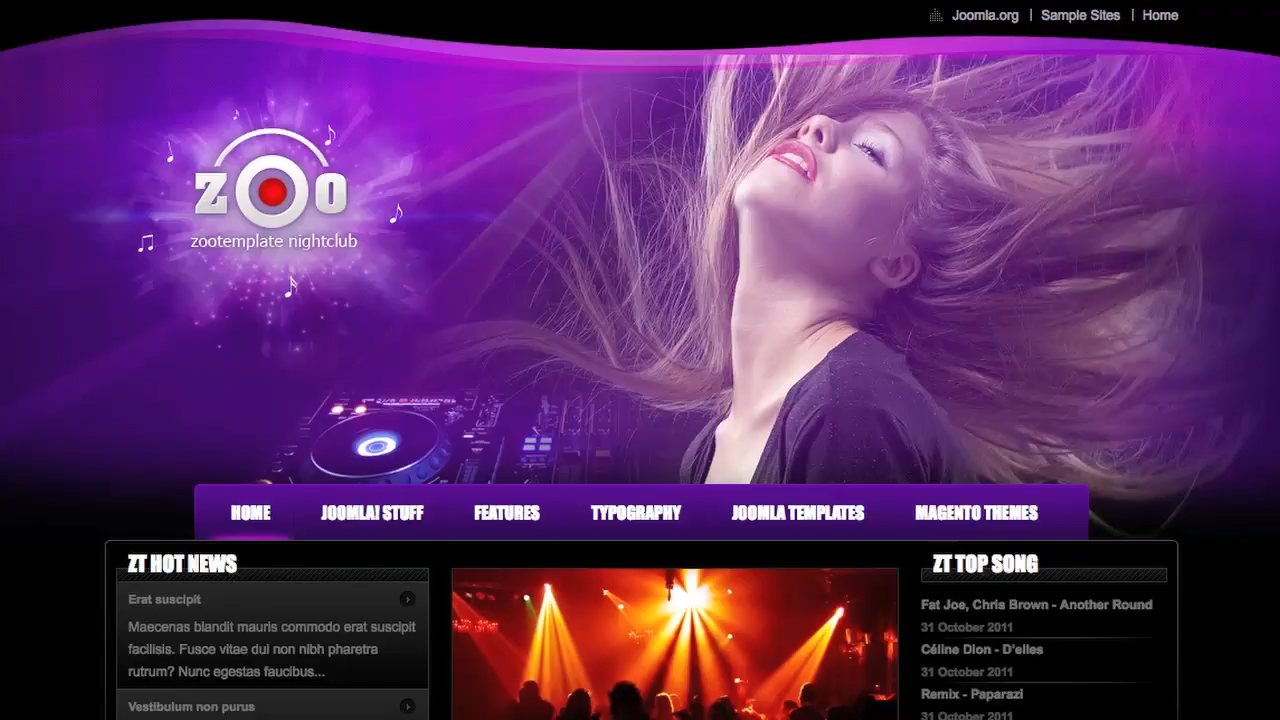 Joomla.org | Sample Sites | Home
zOo
zootemplate nightclub
HOME JOOMLA! STUFF FEATURES TYPOGRAPHY JOOMLA TEMPLATES MAGENTO THEMES
ZT HOT NEWS
Erat suscipit
Maecenas blandit mauris commodo erat suscipit
facilisis. Fusce vitae dui non nibh pharetra
rutrum? Nunc egestas faucibus...
Vestibulum non purus
ZT TOP SONG
Fat Joe, Chris Brown - Another Round
31 October 2011
Céline Dion - D'elles
31 October 2011
Remix - Paparazi
31 October 2011